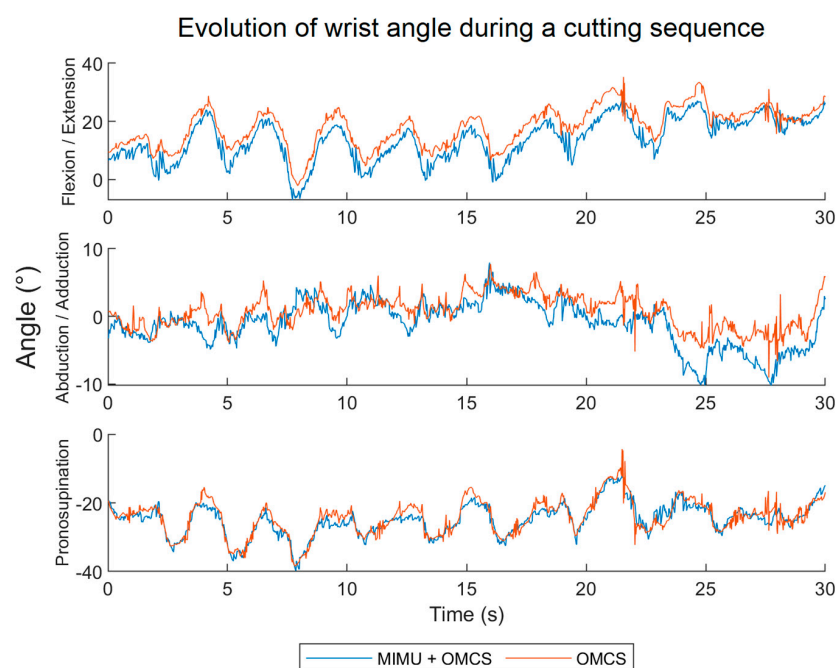 Evolution of wrist angle during a cutting sequence
Angle (°)
Flexion / Extension
40
20
0
0 5 10 15 20 25 30
Abduction / Adduction
10
0
-10
0 5 10 15 20 25 30
Pronosupination
-0
-20
-40
0 5 10 15 20 25 30
Time (s)
MIMU + OMCS OMCS